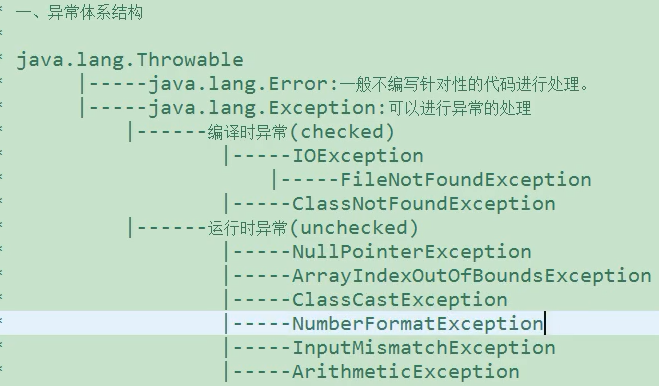 * 一、异常体系结构
*
* java.lang.Throwable
*      |-----java.lang.Error:一般不编写针对性的代码进行处理。
*      |-----java.lang.Exception:可以进行异常的处理
*          |------编译时异常(checked)
*                  |-----IOException
*                      |-----FileNotFoundException
*                  |-----ClassNotFoundException
*          |------运行时异常(unchecked)
*                  |-----NullPointerException
*                  |-----ArrayIndexOutOfBoundsException
*                  |-----ClassCastException
*                  |-----NumberFormatException
*                  |-----InputMismatchException
*                  |-----ArithmeticException